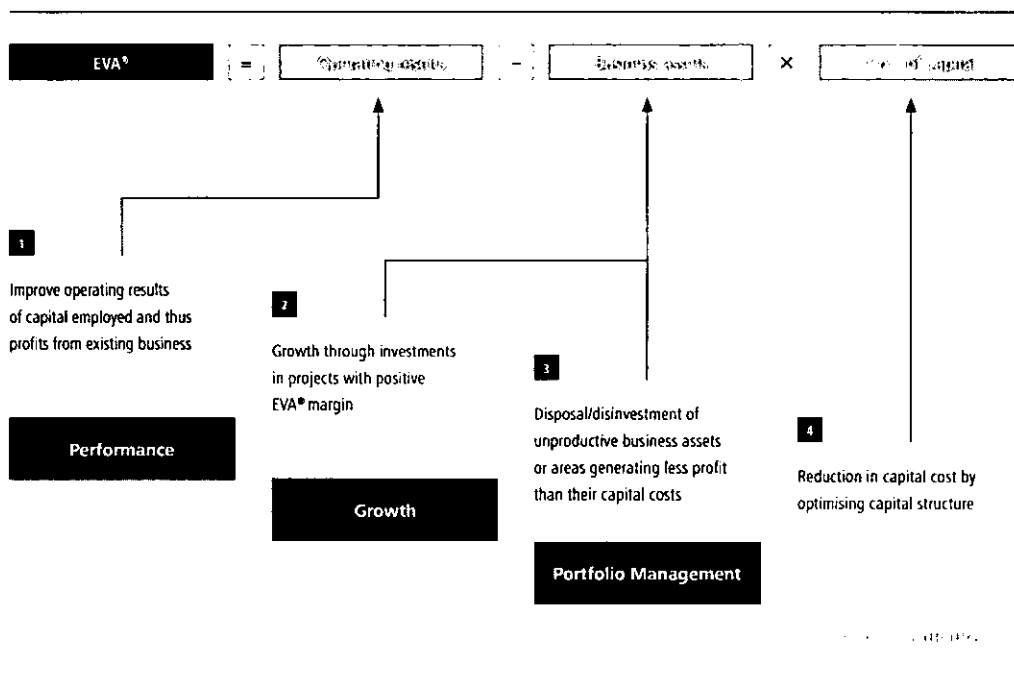 EVA® = − × of capital
1
Improve operating results
of capital employed and thus
profits from existing business
Performance
2
Growth through investments
in projects with positive
EVA® margin
Growth
3
Disposal/disinvestment of
unproductive business assets
or areas generating less profit
than their capital costs
Portfolio Management
4
Reduction in capital cost by
optimising capital structure